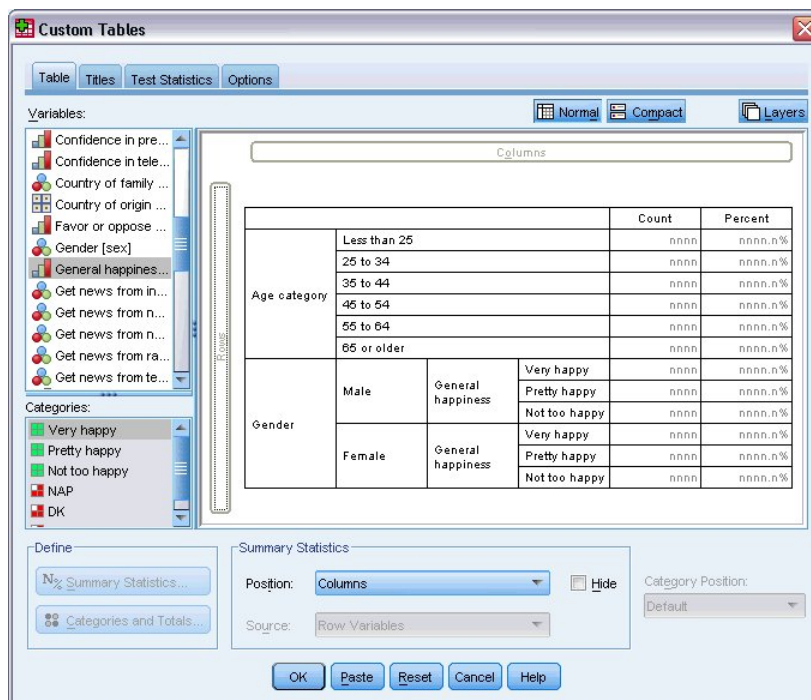 Custom Tables
Table Titles Test Statistics Options
Variables:
Normal Compact Layers
Confidence in pre...
Confidence in tele...
Country of family ...
Country of origin ...
Favor or oppose ...
Gender [sex]
General happines...
Get news from in...
Get news from n...
Get news from n...
Get news from ra...
Get news from te...
Categories:
Very happy
Pretty happy
Not too happy
NAP
DK
Columns
Rows
Count Percent
Age category
Less than 25 nnnn nnnn.n%
25 to 34 nnnn nnnn.n%
35 to 44 nnnn nnnn.n%
45 to 54 nnnn nnnn.n%
55 to 64 nnnn nnnn.n%
65 or older nnnn nnnn.n%
Gender
Male
General
happiness
Very happy nnnn nnnn.n%
Pretty happy nnnn nnnn.n%
Not too happy nnnn nnnn.n%
Female
General
happiness
Very happy nnnn nnnn.n%
Pretty happy nnnn nnnn.n%
Not too happy nnnn nnnn.n%
Define
N% Summary Statistics...
Categories and Totals...
Summary Statistics
Position: Columns Hide
Source: Row Variables
Category Position:
Default
OK Paste Reset Cancel Help